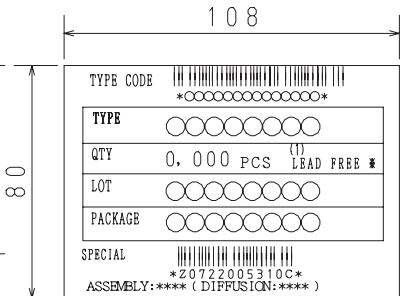 108
80
TYPE CODE
*○○○○○○○○○○○○○*
TYPE ○○○○○○○○
QTY 0,000 PCS (1) LEAD FREE *
LOT ○○○○○○○○
PACKAGE ○○○○○○○○
SPECIAL
*Z0722005310C*
ASSEMBLY:**** (DIFFUSION:**** )